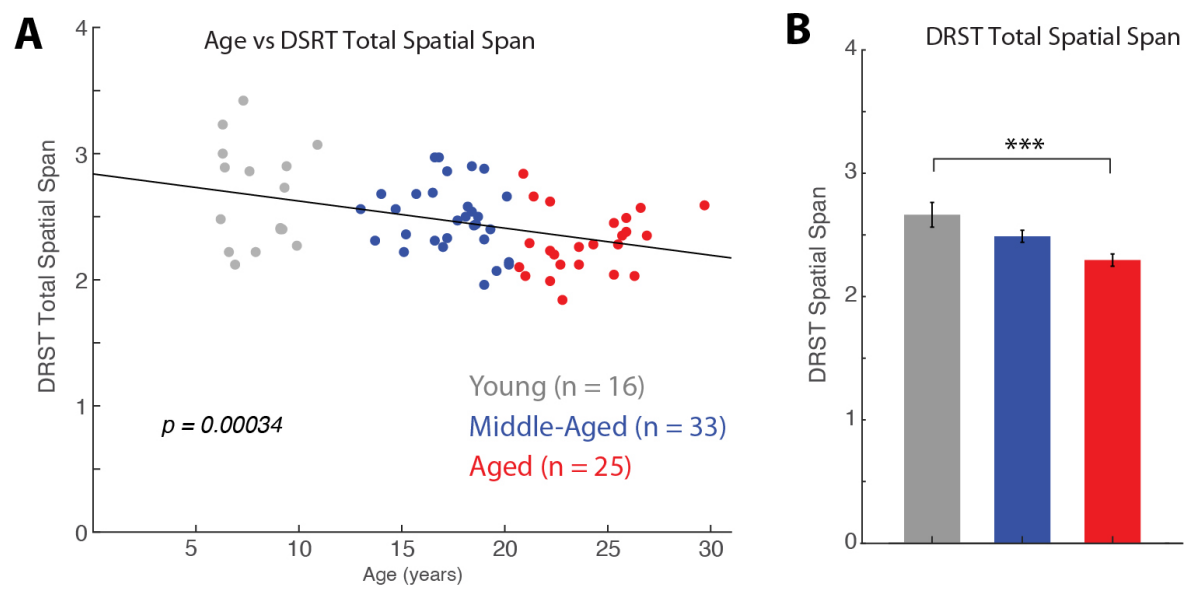 A
Age vs DSRT Total Spatial Span
4
3
2
1
0
DRST Total Spatial Span
p = 0.00034
Young (n = 16)
Middle-Aged (n = 33)
Aged (n = 25)
5 10 15 20 25 30
Age (years)
B
DRST Total Spatial Span
4
3
2
1
0
DRST Spatial Span
***